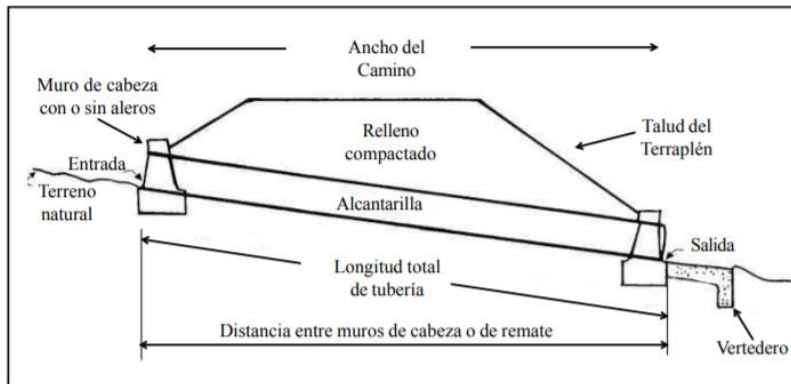 Ancho del
Camino
Muro de cabeza
con o sin aleros
Relleno
compactado
Talud del
Terraplén
Entrada
Terreno
natural
Alcantarilla
Salida
Longitud total
de tubería
Distancia entre muros de cabeza o de remate
Vertedero